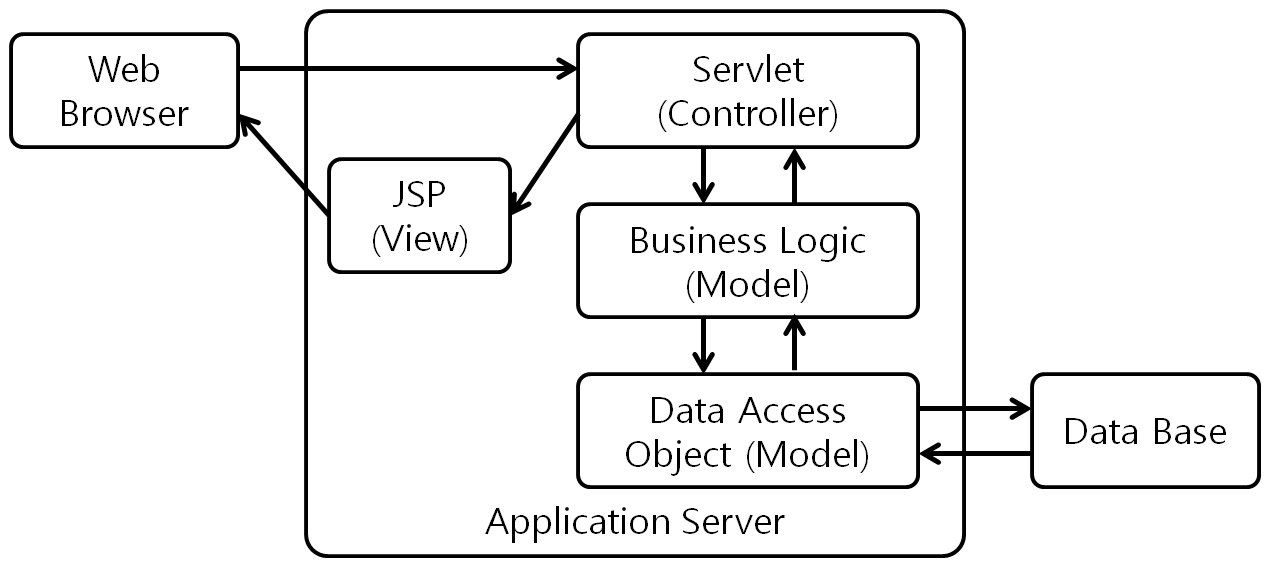 Web
Browser
Servlet
(Controller)
JSP
(View)
Business Logic
(Model)
Data Access
Object (Model)
Data Base
Application Server